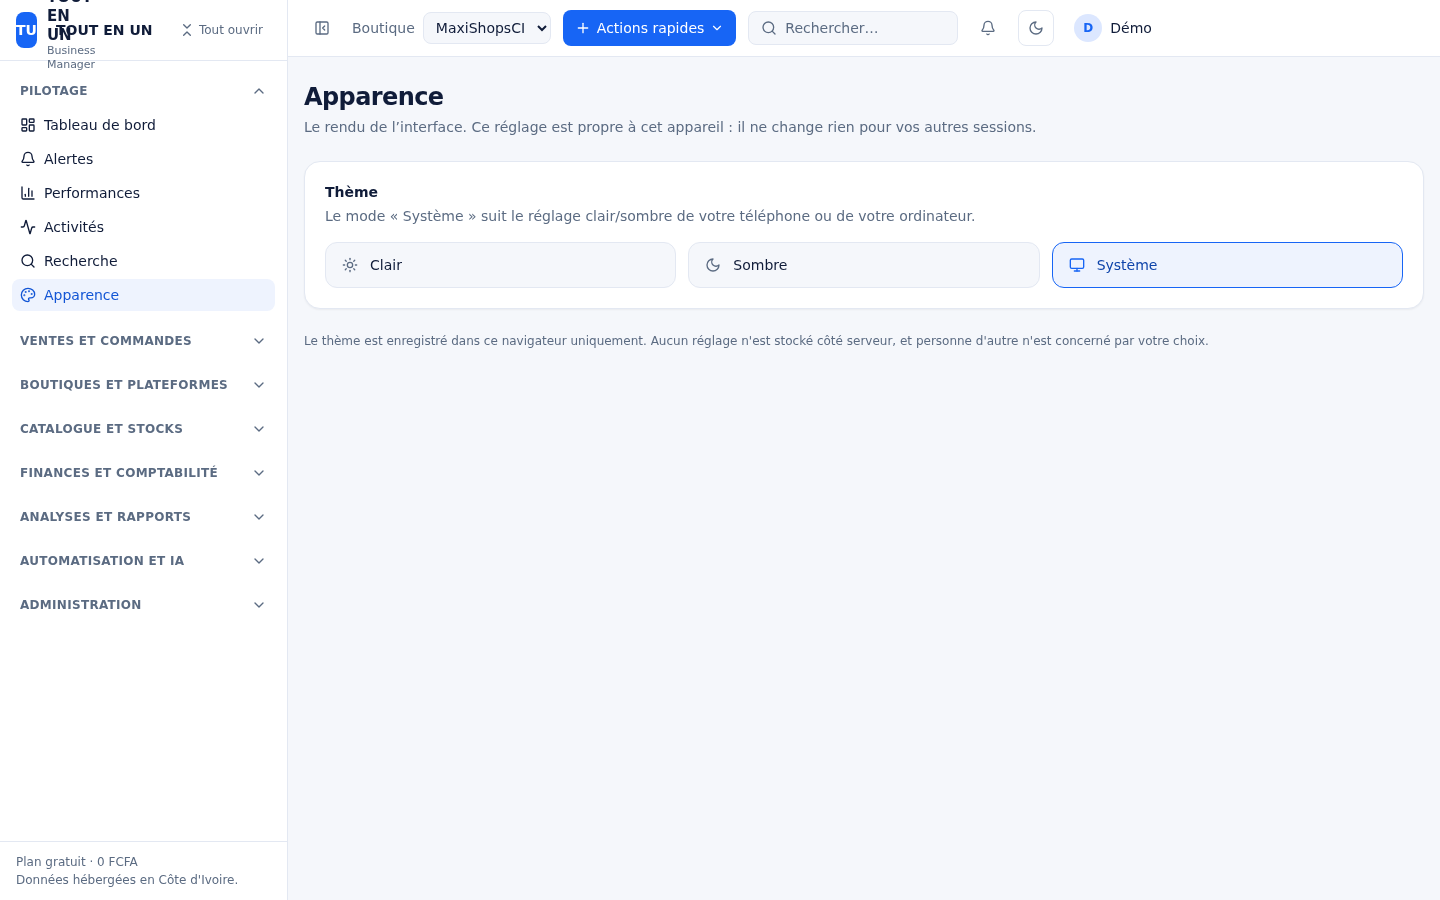 TU
TOUT
EN
UN
TOUT EN UN
Business
Manager
Tout ouvrir
Boutique
MaxiShopsCI
Actions rapides
Rechercher…
D
Démo
PILOTAGE
Tableau de bord
Alertes
Performances
Activités
Recherche
Apparence
VENTES ET COMMANDES
BOUTIQUES ET PLATEFORMES
CATALOGUE ET STOCKS
FINANCES ET COMPTABILITÉ
ANALYSES ET RAPPORTS
AUTOMATISATION ET IA
ADMINISTRATION
Plan gratuit · 0 FCFA
Données hébergées en Côte d'Ivoire.
Apparence
Le rendu de l’interface. Ce réglage est propre à cet appareil : il ne change rien pour vos autres sessions.
Thème
Le mode « Système » suit le réglage clair/sombre de votre téléphone ou de votre ordinateur.
Clair
Sombre
Système
Le thème est enregistré dans ce navigateur uniquement. Aucun réglage n'est stocké côté serveur, et personne d'autre n'est concerné par votre choix.